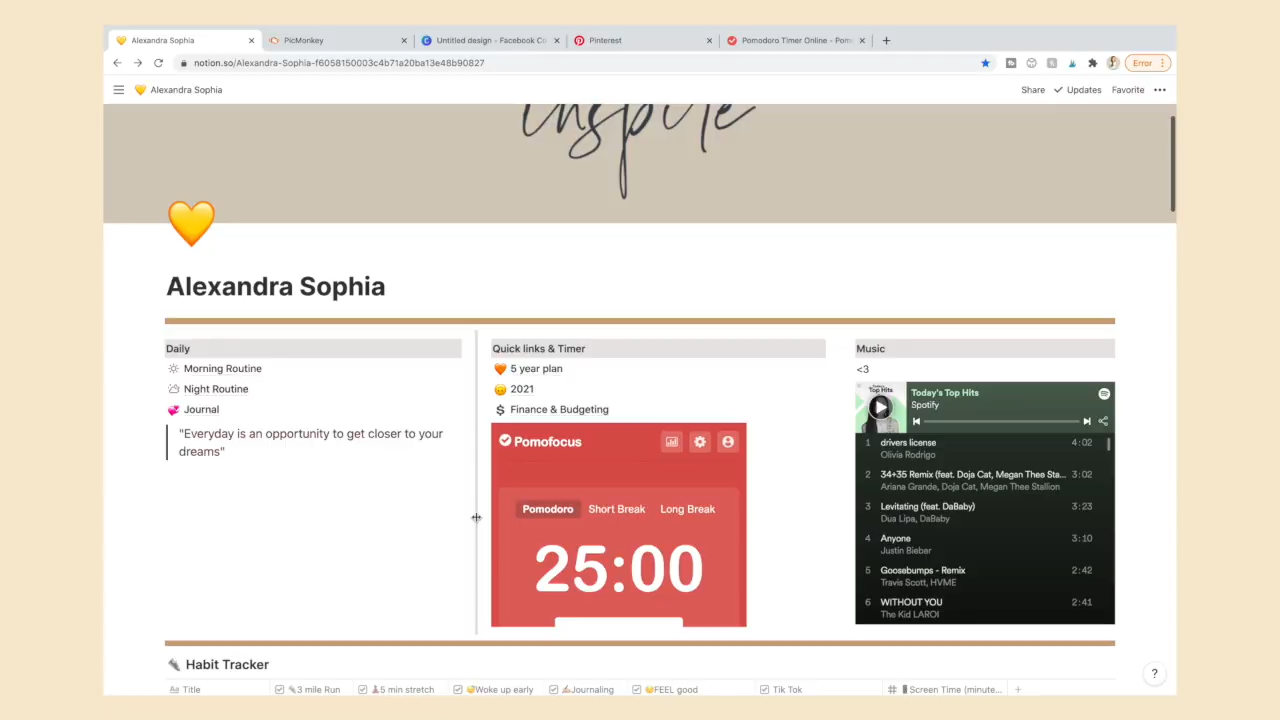 Alexandra Sophia
PicMonkey
Untitled design - Facebook Co
Pinterest
Pomodoro Timer Online - Pom
notion.so/Alexandra-Sophia-f6058150003c4b71a20ba13e48b90827
Error
Alexandra Sophia
Share
Updates
Favorite
inspire
Alexandra Sophia
Daily
Morning Routine
Night Routine
Journal
"Everyday is an opportunity to get closer to your
dreams"
Quick links & Timer
5 year plan
2021
Finance & Budgeting
Pomofocus
Pomodoro Short Break Long Break
25:00
Music
<3
Today's Top Hits
Spotify
1 drivers license 4:02
Olivia Rodrigo
2 34+35 Remix (feat. Doja Cat, Megan Thee Sta... 3:02
Ariana Grande, Doja Cat, Megan Thee Stallion
3 Levitating (feat. DaBaby) 3:23
Dua Lipa, DaBaby
4 Anyone 3:10
Justin Bieber
5 Goosebumps - Remix 2:42
Travis Scott, HVME
6 WITHOUT YOU 2:41
The Kid LAROI
Habit Tracker
Aa Title
3 mile Run
5 min stretch
Woke up early
Journaling
FEEL good
Tik Tok
# Screen Time (minute...
?